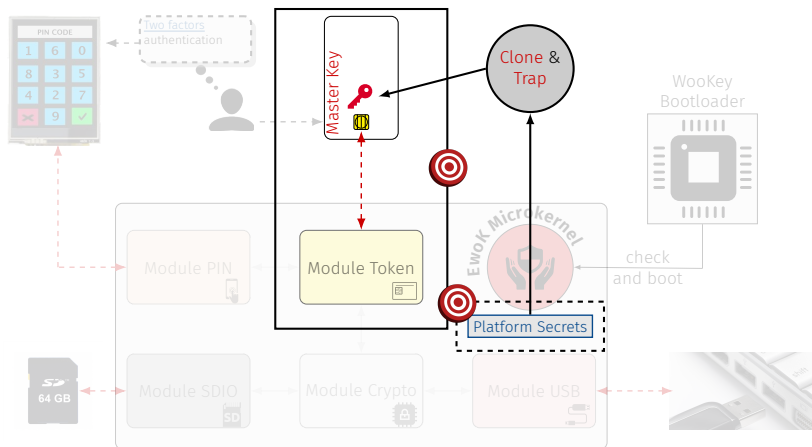 PIN CODE
1 6 0
8 3 5
4 2 7
9
Two factors
authentication
Master Key
Clone &
Trap
WooKey
Bootloader
EwoK Microkernel
check
and boot
Module PIN
Module Token
Platform Secrets
SD
64 GB
Module SDIO
SD
Module Crypto
Module USB
shift